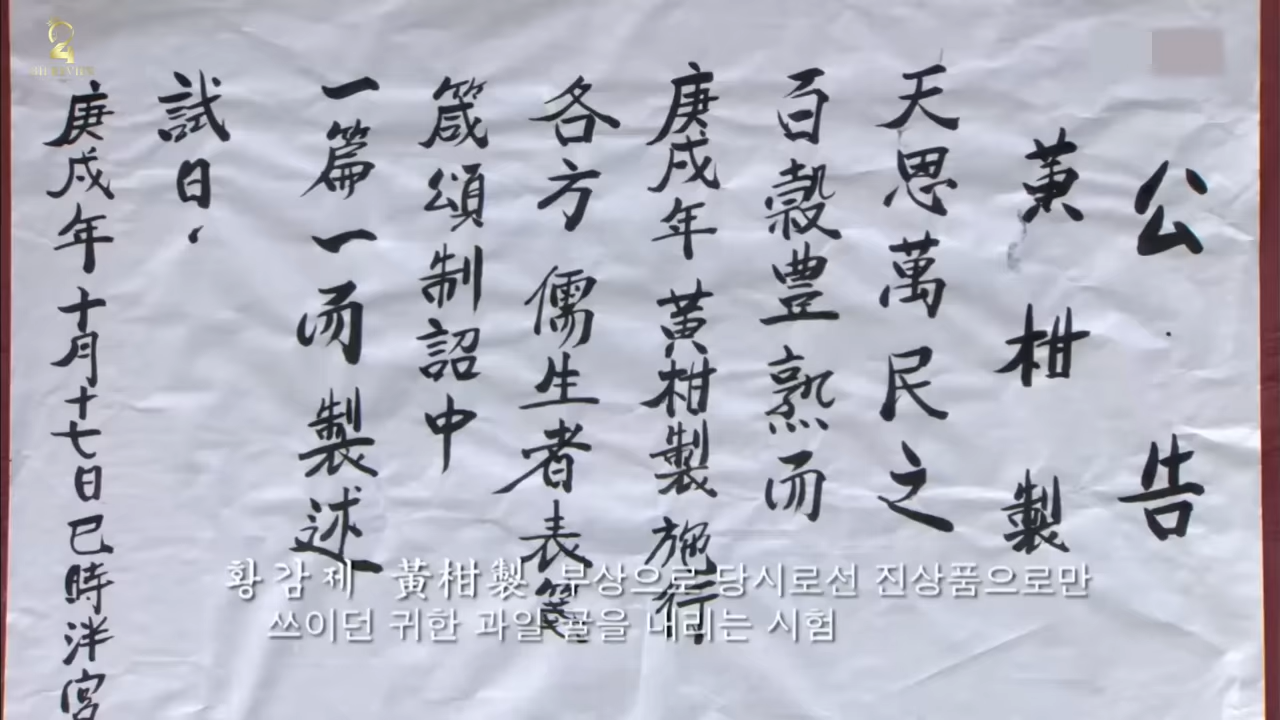 公告
黄柑製
天恩萬民之
百穀豊熟而
庚戌年 黄柑製 施行
各方 儒生者 表箋
箴頌制詔中
一篇一而 製述
試日、
庚戌年 十月十七日巳時泮宮
황감제 黃柑製 부상으로 당시로선 진상품으로만
쓰이던 귀한 과일 귤을 내리는 시험